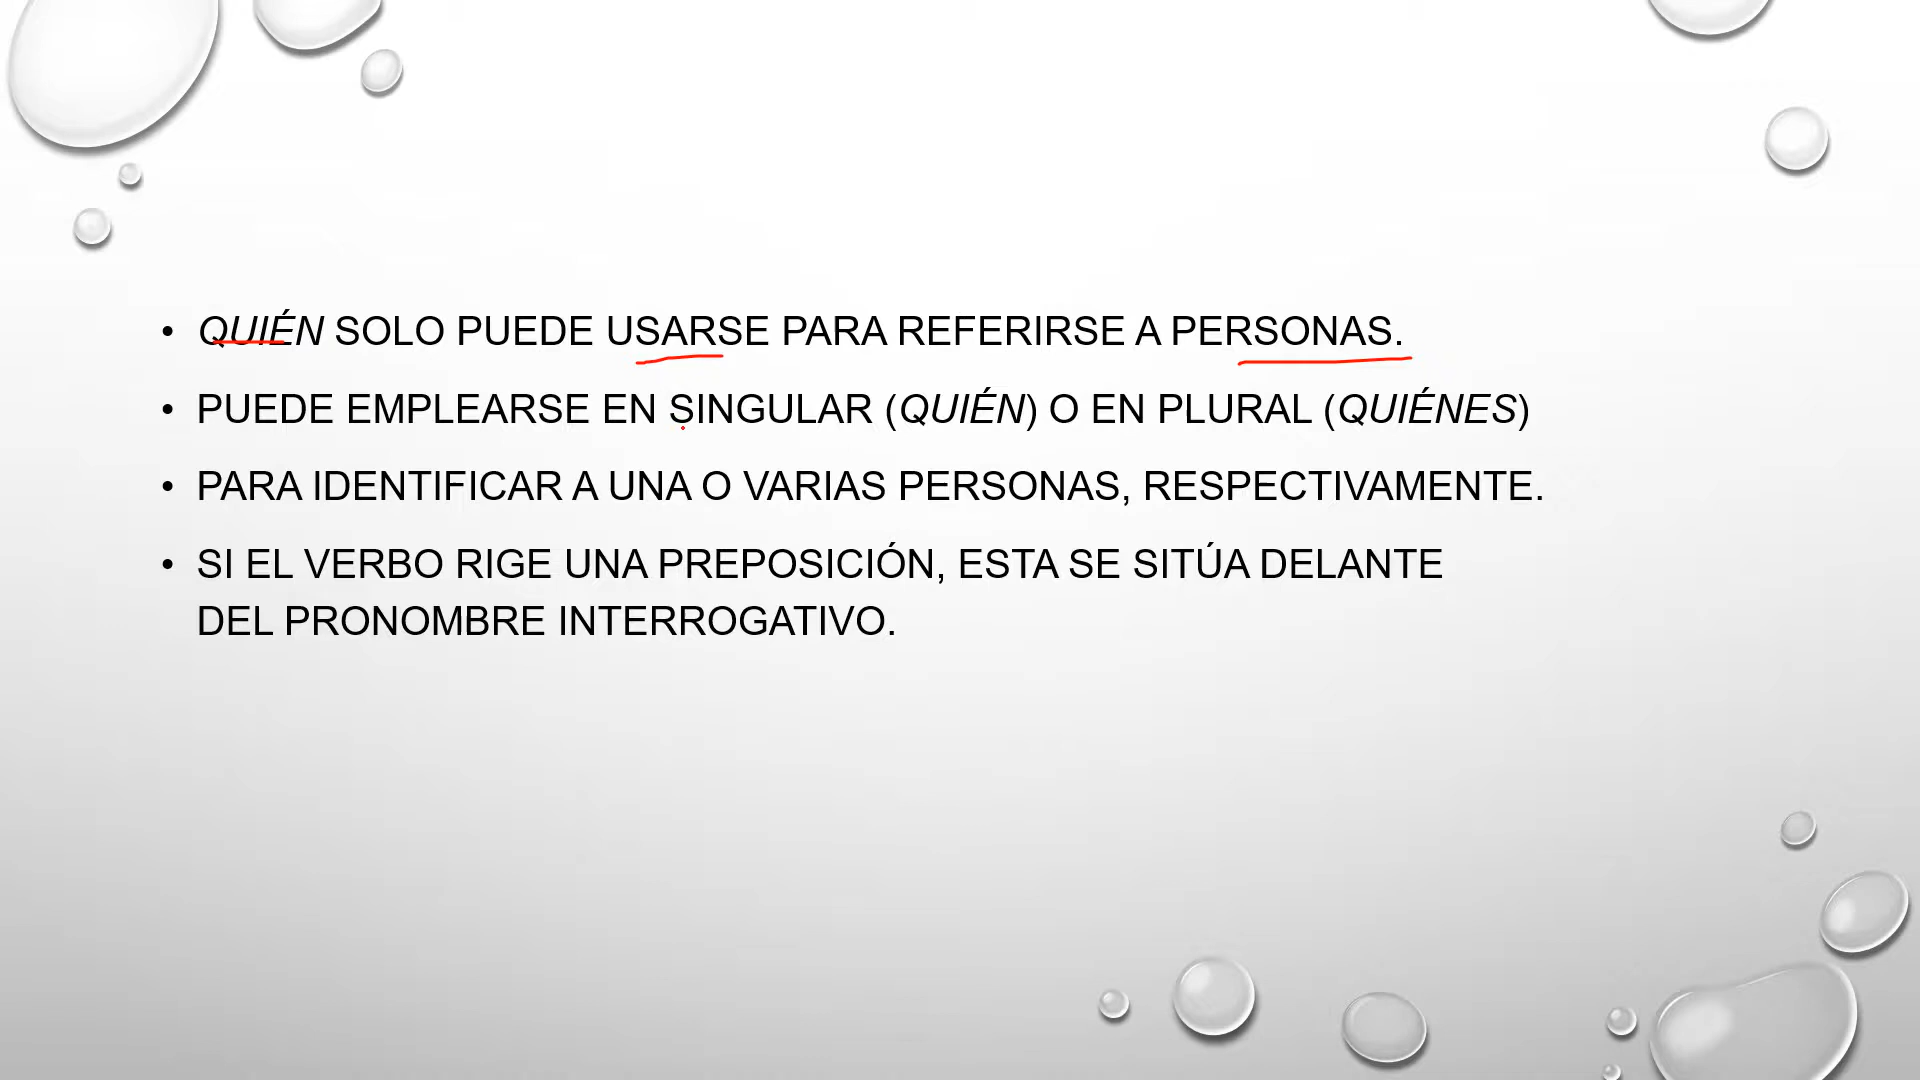 • QUIÉN SOLO PUEDE USARSE PARA REFERIRSE A PERSONAS.
• PUEDE EMPLEARSE EN SINGULAR (QUIÉN) O EN PLURAL (QUIÉNES)
• PARA IDENTIFICAR A UNA O VARIAS PERSONAS, RESPECTIVAMENTE.
• SI EL VERBO RIGE UNA PREPOSICIÓN, ESTA SE SITÚA DELANTE
DEL PRONOMBRE INTERROGATIVO.